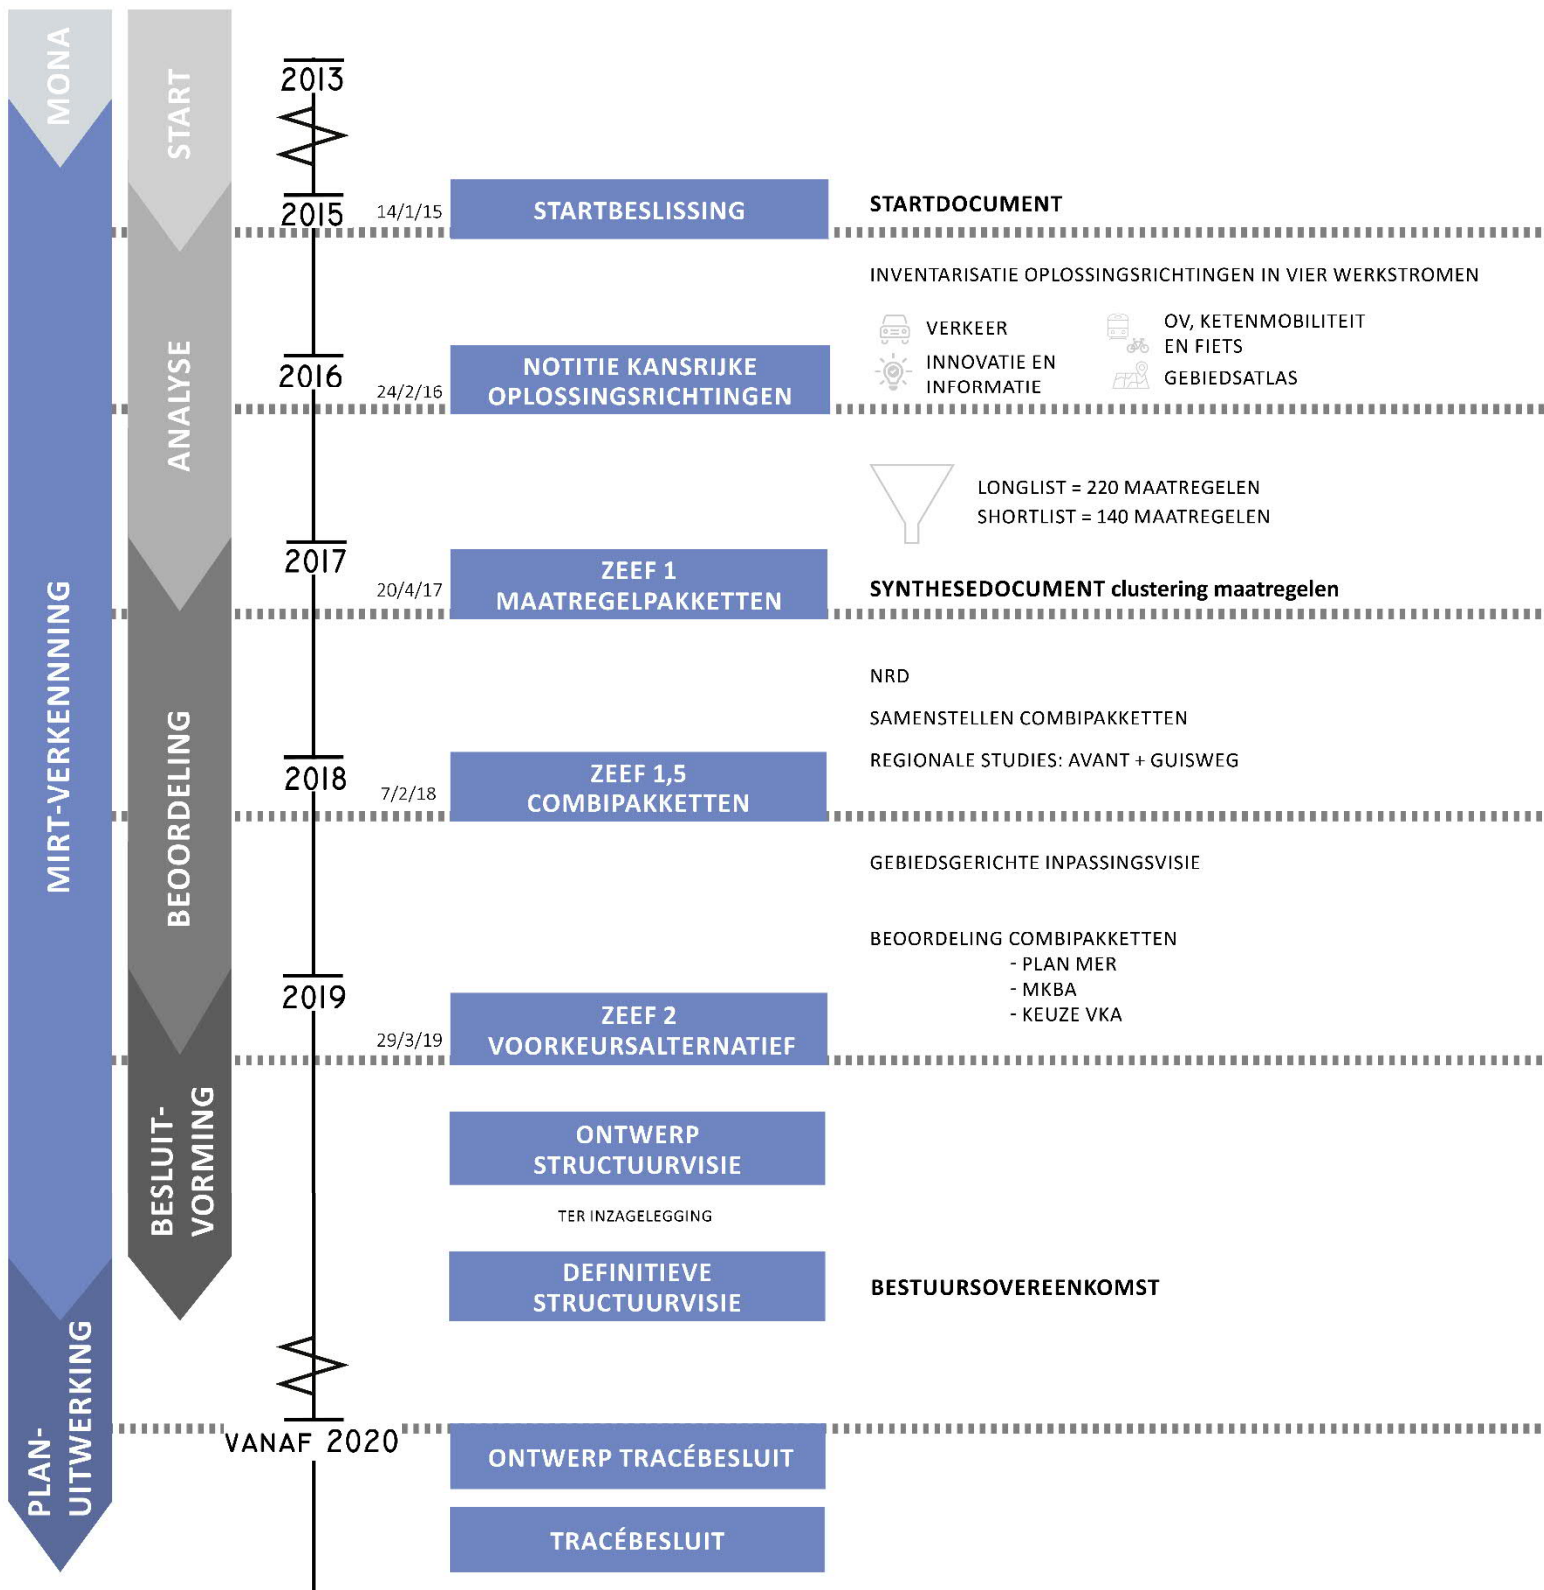 MONA
MIRT-VERKENNNING
PLAN-
UITWERKING
START
ANALYSE
BEOORDELING
BESLUIT-
VORMING
2013
2015
14/1/15
STARTBESLISSING
STARTDOCUMENT
INVENTARISATIE OPLOSSINGSRICHTINGEN IN VIER WERKSTROMEN
VERKEER
INNOVATIE EN
INFORMATIE
OV, KETENMOBILITEIT
EN FIETS
GEBIEDSATLAS
2016
24/2/16
NOTITIE KANSRIJKE
OPLOSSINGSRICHTINGEN
LONGLIST = 220 MAATREGELEN
SHORTLIST = 140 MAATREGELEN
2017
20/4/17
ZEEF 1
MAATREGELPAKKETTEN
SYNTHESEDOCUMENT clustering maatregelen
NRD
SAMENSTELLEN COMBIPAKKETTEN
REGIONALE STUDIES: AVANT + GUISWEG
2018
7/2/18
ZEEF 1,5
COMBIPAKKETTEN
GEBIEDSGERICHTE INPASSINGSVISIE
BEOORDELING COMBIPAKKETTEN
- PLAN MER
- MKBA
- KEUZE VKA
2019
29/3/19
ZEEF 2
VOORKEURSALTERNATIEF
ONTWERP
STRUCTUURVISIE
TER INZAGELEGGING
DEFINITIEVE
STRUCTUURVISIE
BESTUURSOVEREENKOMST
VANAF 2020
ONTWERP TRACÉBESLUIT
TRACÉBESLUIT